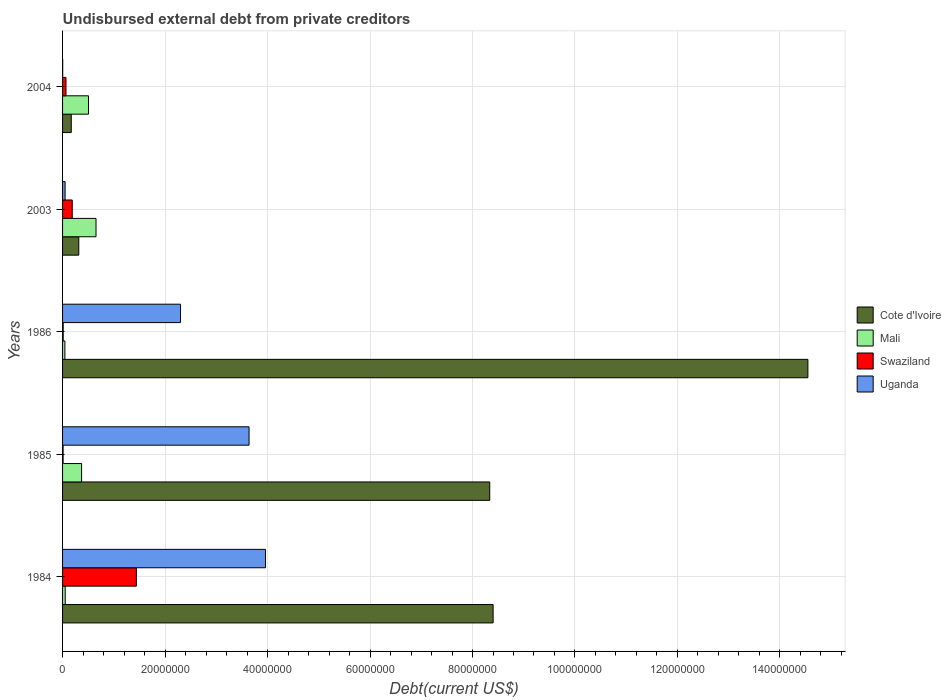 Undisbursed external debt from private creditors
2004
2003
1986
1985
1984
Years
0
20000000
40000000
60000000
80000000
100000000
120000000
140000000
Debt(current US$)
Cote d'Ivoire
Mali
Swaziland
Uganda